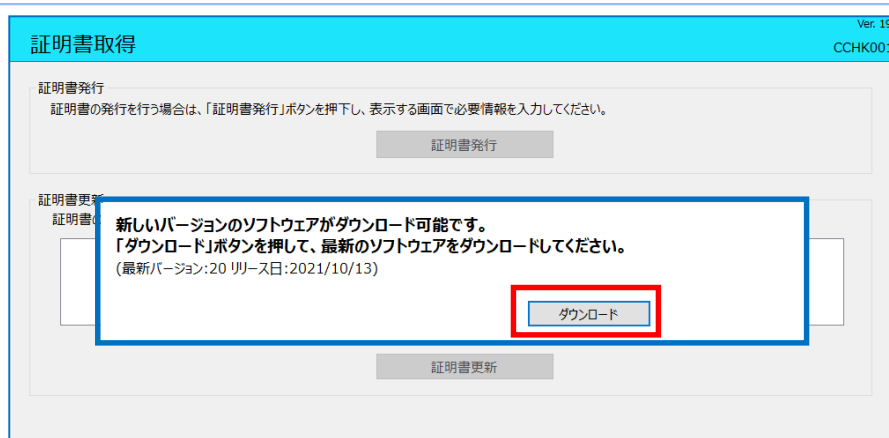 Ver. 19
証明書取得
CCHK001
証明書発行
証明書の発行を行う場合は、「証明書発行」ボタンを押下し、表示する画面で必要情報を入力してください。
証明書発行
証明書更新
証明書の
新しいバージョンのソフトウェアがダウンロード可能です。
「ダウンロード」ボタンを押して、最新のソフトウェアをダウンロードしてください。
(最新バージョン:20 リリース日:2021/10/13)
ダウンロード
証明書更新